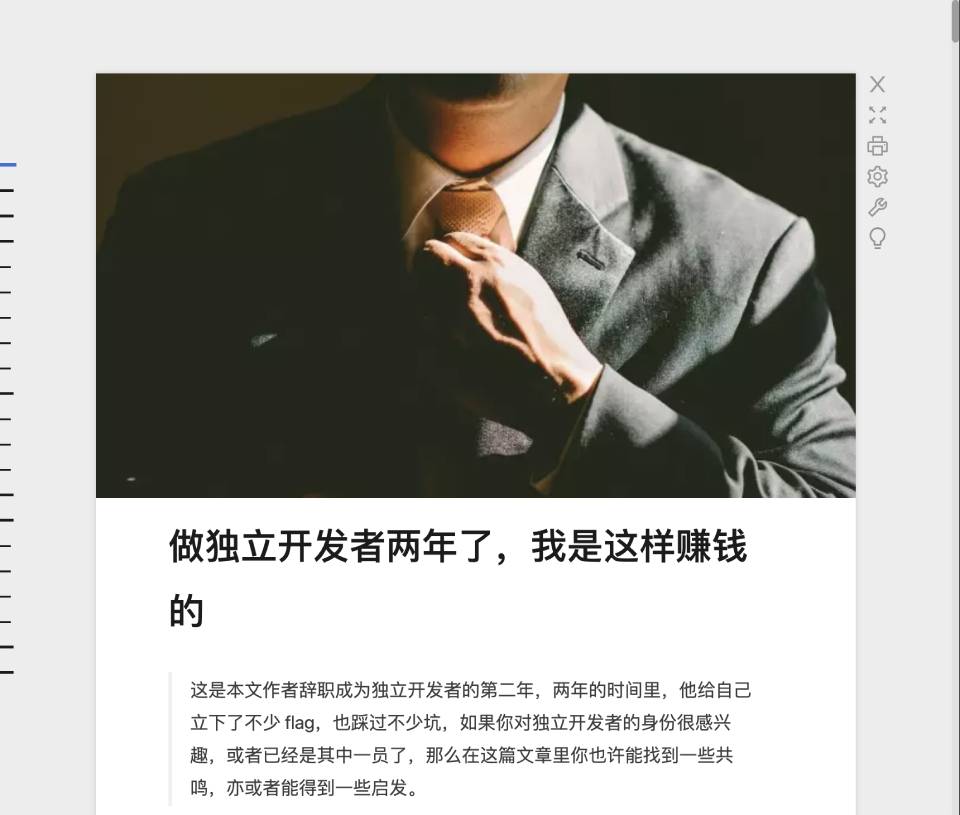 做独立开发者两年了，我是这样赚钱
的
这是本文作者辞职成为独立开发者的第二年，两年的时间里，他给自己
立下了不少 flag，也踩过不少坑，如果你对独立开发者的身份很感兴
趣，或者已经是其中一员了，那么在这篇文章里你也许能找到一些共
鸣，亦或者能得到一些启发。